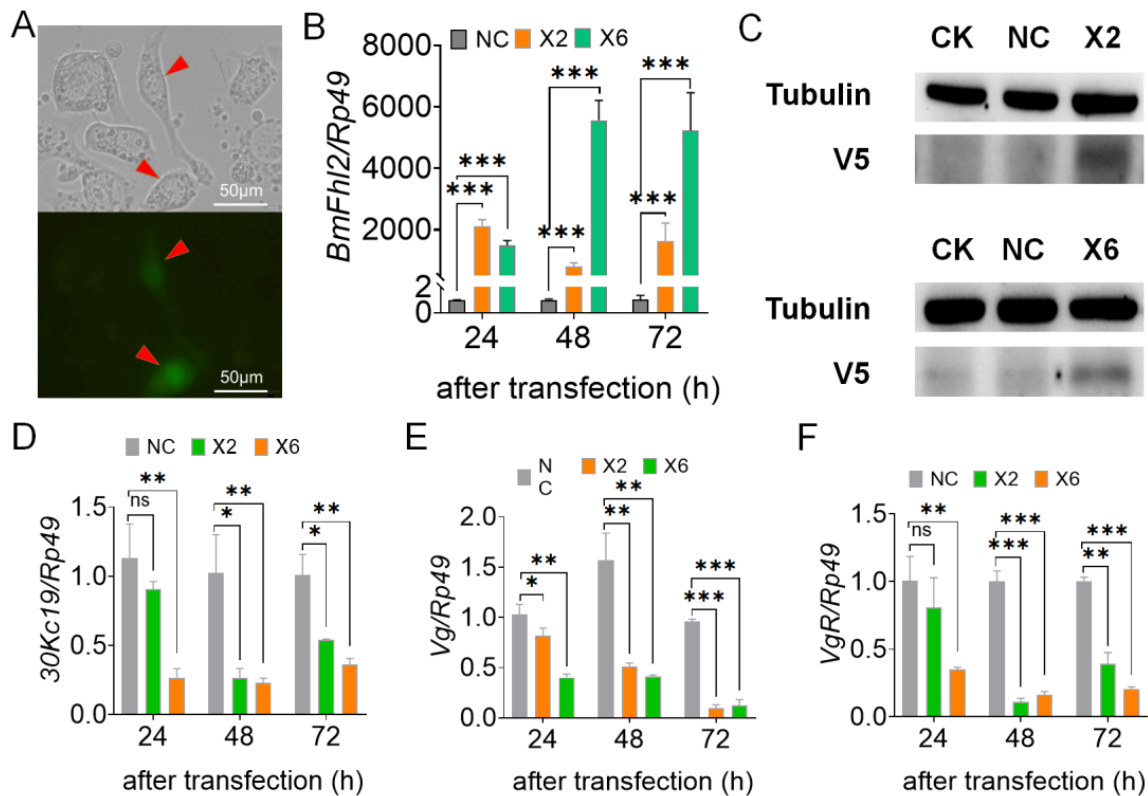 A
50μm
50μm
B
NC X2 X6
BmFhl2/Rp49
8000
6000
4000
2000
2
0
*** *** *** *** *** ***
24 48 72
after transfection (h)
C
CK NC X2
Tubulin
V5
CK NC X6
Tubulin
V5
D
NC X2 X6
30Kc19/Rp49
1.5
1.0
0.5
0.0
ns ** * ** * **
24 48 72
after transfection (h)
E
N
C
X2 X6
Vg/Rp49
2.0
1.5
1.0
0.5
0.0
* ** ** ** *** ***
24 48 72
after transfection (h)
F
NC X2 X6
VgR/Rp49
1.5
1.0
0.5
0.0
ns ** *** *** ** ***
24 48 72
after transfection (h)